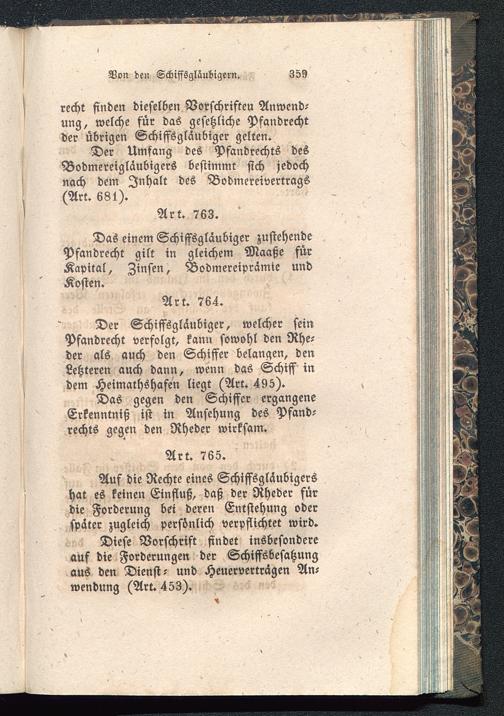 Von den Schiffsgläubigern. 359
recht finden dieselben Vorschriften Anwend-
ung, welche für das gesetzliche Pfandrecht
der übrigen Schiffsgläubiger gelten.
Der Umfang des Pfandrechts des
Bodmereigläubigers bestimmt sich jedoch
nach dem Inhalt des Bodmereivertrags
(Art. 681).
Art. 763.
Das einem Schiffsgläubiger zustehende
Pfandrecht gilt in gleichem Maaße für
Kapital, Zinsen, Bodmereiprämie und
Kosten.
Art. 764.
Der Schiffsgläubiger, welcher sein
Pfandrecht verfolgt, kann sowohl den Rhe-
der als auch den Schiffer belangen, den
Letzteren auch dann, wenn das Schiff in
dem Heimathshafen liegt (Art. 495).
Das gegen den Schiffer ergangene
Erkenntniß ist in Ansehung des Pfand-
rechts gegen den Rheder wirksam.
Art. 765.
Auf die Rechte eines Schiffsgläubigers
hat es keinen Einfluß, daß der Rheder für
die Forderung bei deren Entstehung oder
später zugleich persönlich verpflichtet wird.
Diese Vorschrift findet insbesondere
auf die Forderungen der Schiffsbesatzung
aus den Dienst- und Heuerverträgen An-
wendung (Art. 453).